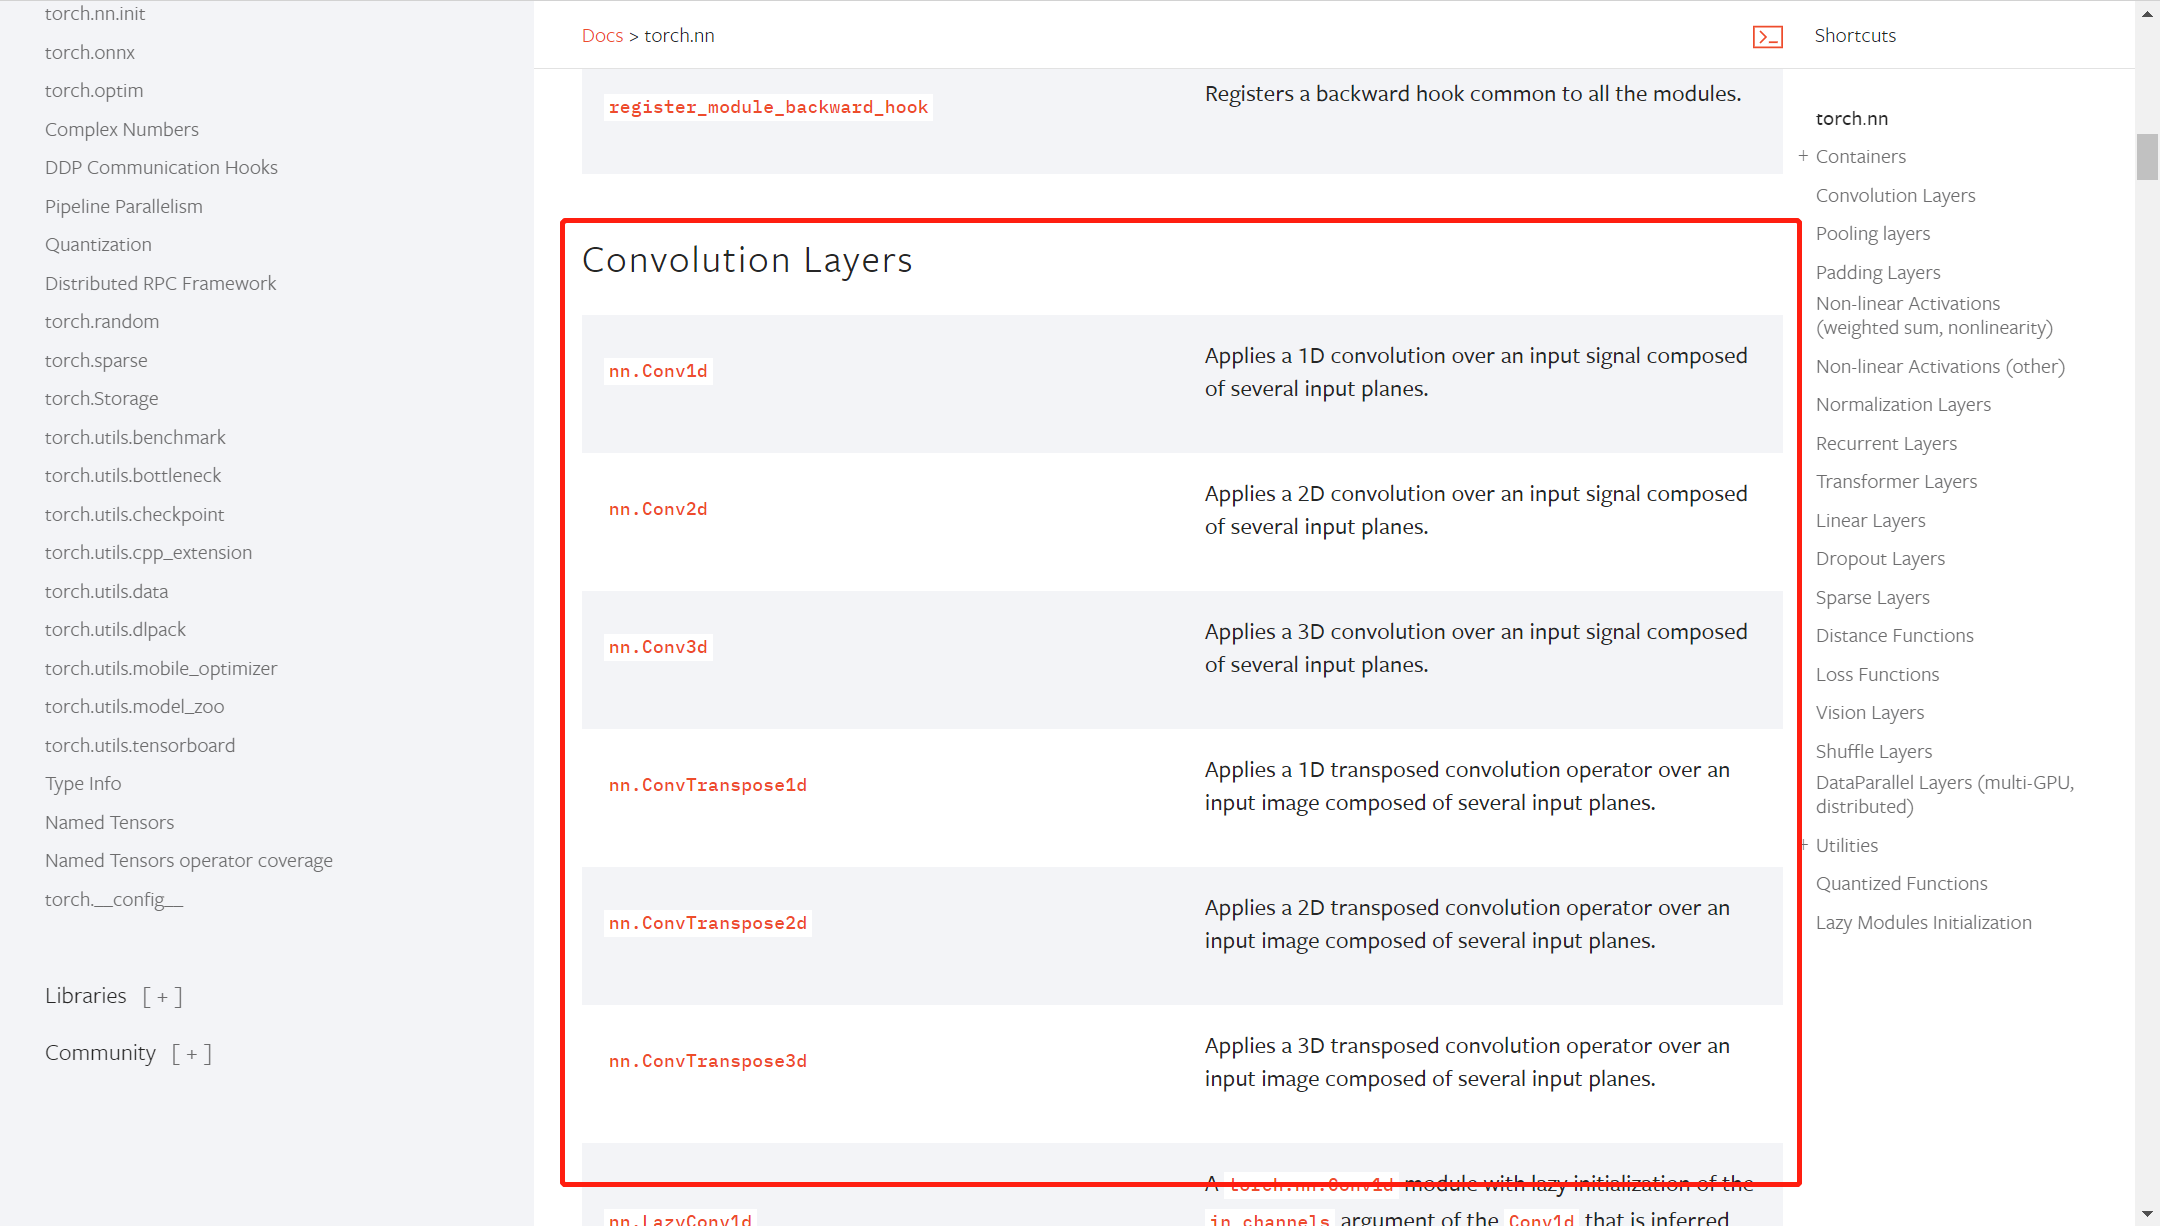 torch.nn.init
torch.onnx
torch.optim
Complex Numbers
DDP Communication Hooks
Pipeline Parallelism
Quantization
Distributed RPC Framework
torch.random
torch.sparse
torch.Storage
torch.utils.benchmark
torch.utils.bottleneck
torch.utils.checkpoint
torch.utils.cpp_extension
torch.utils.data
torch.utils.dlpack
torch.utils.mobile_optimizer
torch.utils.model_zoo
torch.utils.tensorboard
Type Info
Named Tensors
Named Tensors operator coverage
torch.__config__
Libraries [ + ]
Community [ + ]
Docs > torch.nn
register_module_backward_hook
Registers a backward hook common to all the modules.
Convolution Layers
nn.Conv1d
Applies a 1D convolution over an input signal composed
of several input planes.
nn.Conv2d
Applies a 2D convolution over an input signal composed
of several input planes.
nn.Conv3d
Applies a 3D convolution over an input signal composed
of several input planes.
nn.ConvTranspose1d
Applies a 1D transposed convolution operator over an
input image composed of several input planes.
nn.ConvTranspose2d
Applies a 2D transposed convolution operator over an
input image composed of several input planes.
nn.ConvTranspose3d
Applies a 3D transposed convolution operator over an
input image composed of several input planes.
nn.LazyConv1d
A torch.nn.Conv1d module with lazy initialization of the
in_channels argument of the Conv1d that is inferred
Shortcuts
torch.nn
+ Containers
Convolution Layers
Pooling layers
Padding Layers
Non-linear Activations
(weighted sum, nonlinearity)
Non-linear Activations (other)
Normalization Layers
Recurrent Layers
Transformer Layers
Linear Layers
Dropout Layers
Sparse Layers
Distance Functions
Loss Functions
Vision Layers
Shuffle Layers
DataParallel Layers (multi-GPU,
distributed)
+ Utilities
Quantized Functions
Lazy Modules Initialization